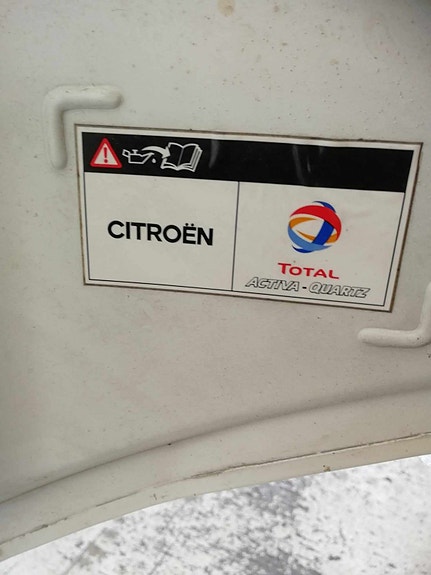 CITROËN
TOTAL
ACTIVA - QUARTZ